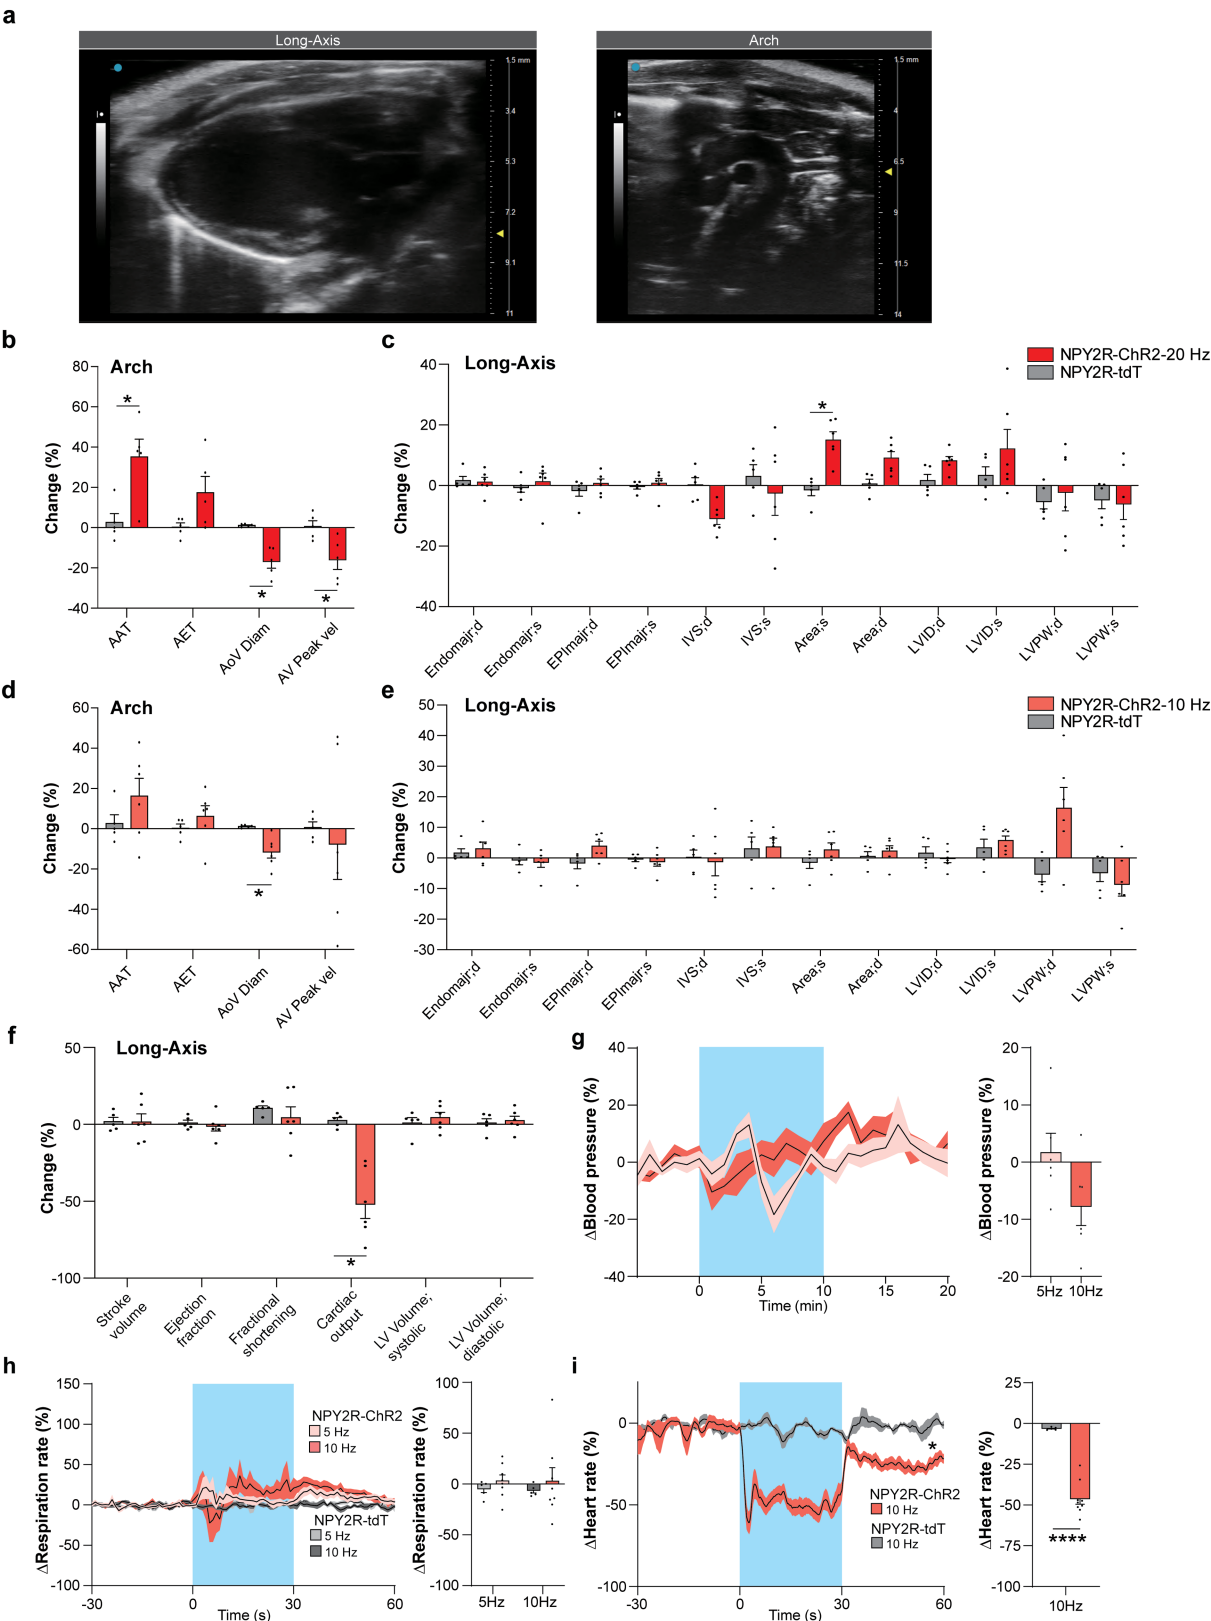 a
Long-Axis
1.5 mm
3.4
5.3
7.2
9.1
11
Arch
1.5 mm
4
6.5
9
11.5
14
b
Arch
Change (%)
80
60
40
20
0
-20
-40
*
*
*
AAT
AET
AoV Diam
AV Peak vel
c
Long-Axis
NPY2R-ChR2-20 Hz
NPY2R-tdT
Change (%)
40
20
0
-20
-40
*
Endomajr;d
Endomajr;s
EPImajr;d
EPImajr;s
IVS;d
IVS;s
Area;s
Area;d
LVID;d
LVID;s
LVPW;d
LVPW;s
d
Arch
Change (%)
60
40
20
0
-20
-40
-60
*
AAT
AET
AoV Diam
AV Peak vel
e
Long-Axis
NPY2R-ChR2-10 Hz
NPY2R-tdT
Change (%)
50
40
30
20
10
0
-10
-20
-30
Endomajr;d
Endomajr;s
EPImajr;d
EPImajr;s
IVS;d
IVS;s
Area;s
Area;d
LVID;d
LVID;s
LVPW;d
LVPW;s
f
Long-Axis
Change (%)
50
0
-50
-100
*
Stroke
volume
Ejection
fraction
Fractional
shortening
Cardiac
output
LV Volume;
systolic
LV Volume;
diastolic
g
ΔBlood pressure (%)
40
20
0
-20
-40
0
5
10
15
20
Time (min)
ΔBlood pressure (%)
20
10
0
-10
-20
5Hz
10Hz
h
ΔRespiration rate (%)
150
100
50
0
-50
-100
NPY2R-ChR2
5 Hz
10 Hz
NPY2R-tdT
5 Hz
10 Hz
-30
0
30
60
Time (s)
ΔRespiration rate (%)
100
50
0
-50
-100
5Hz
10Hz
i
ΔHeart rate (%)
0
-50
-100
*
NPY2R-ChR2
10 Hz
NPY2R-tdT
10 Hz
-30
0
30
60
Time (s)
ΔHeart rate (%)
25
0
-25
-50
-75
-100
****
10Hz